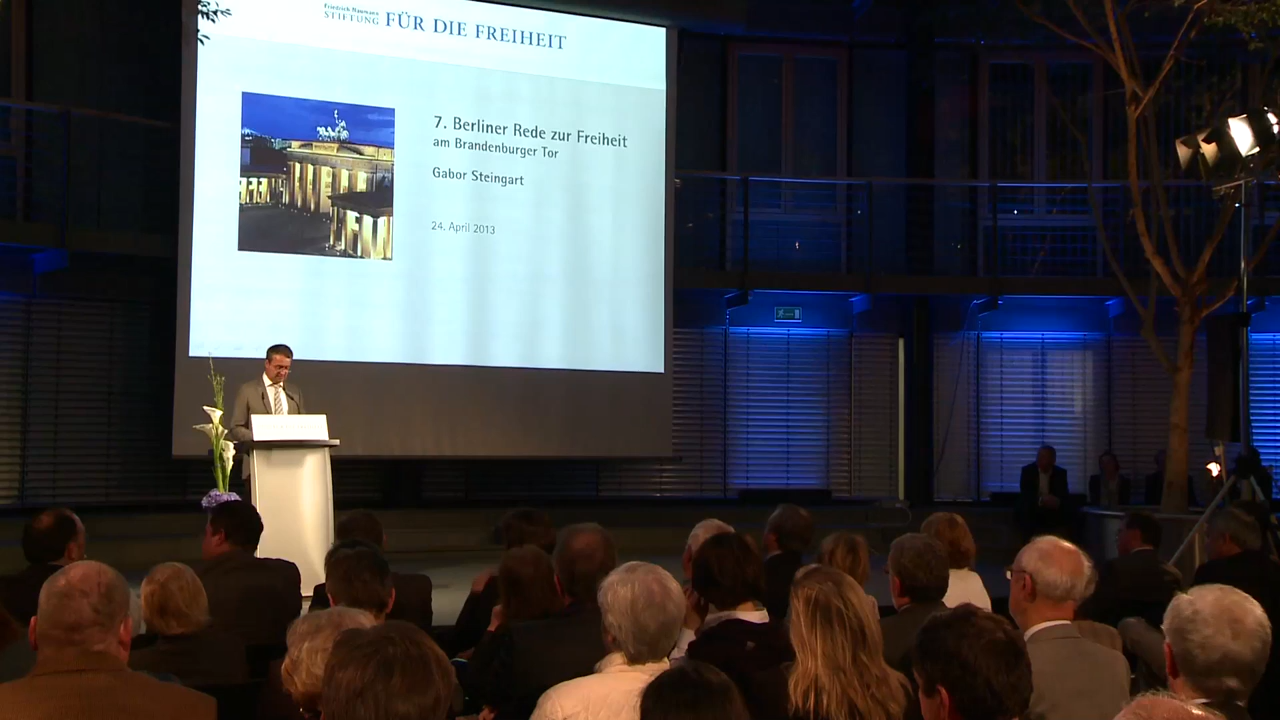 Friedrich Naumann
STIFTUNG FÜR DIE FREIHEIT
7. Berliner Rede zur Freiheit
am Brandenburger Tor
Gabor Steingart
24. April 2013